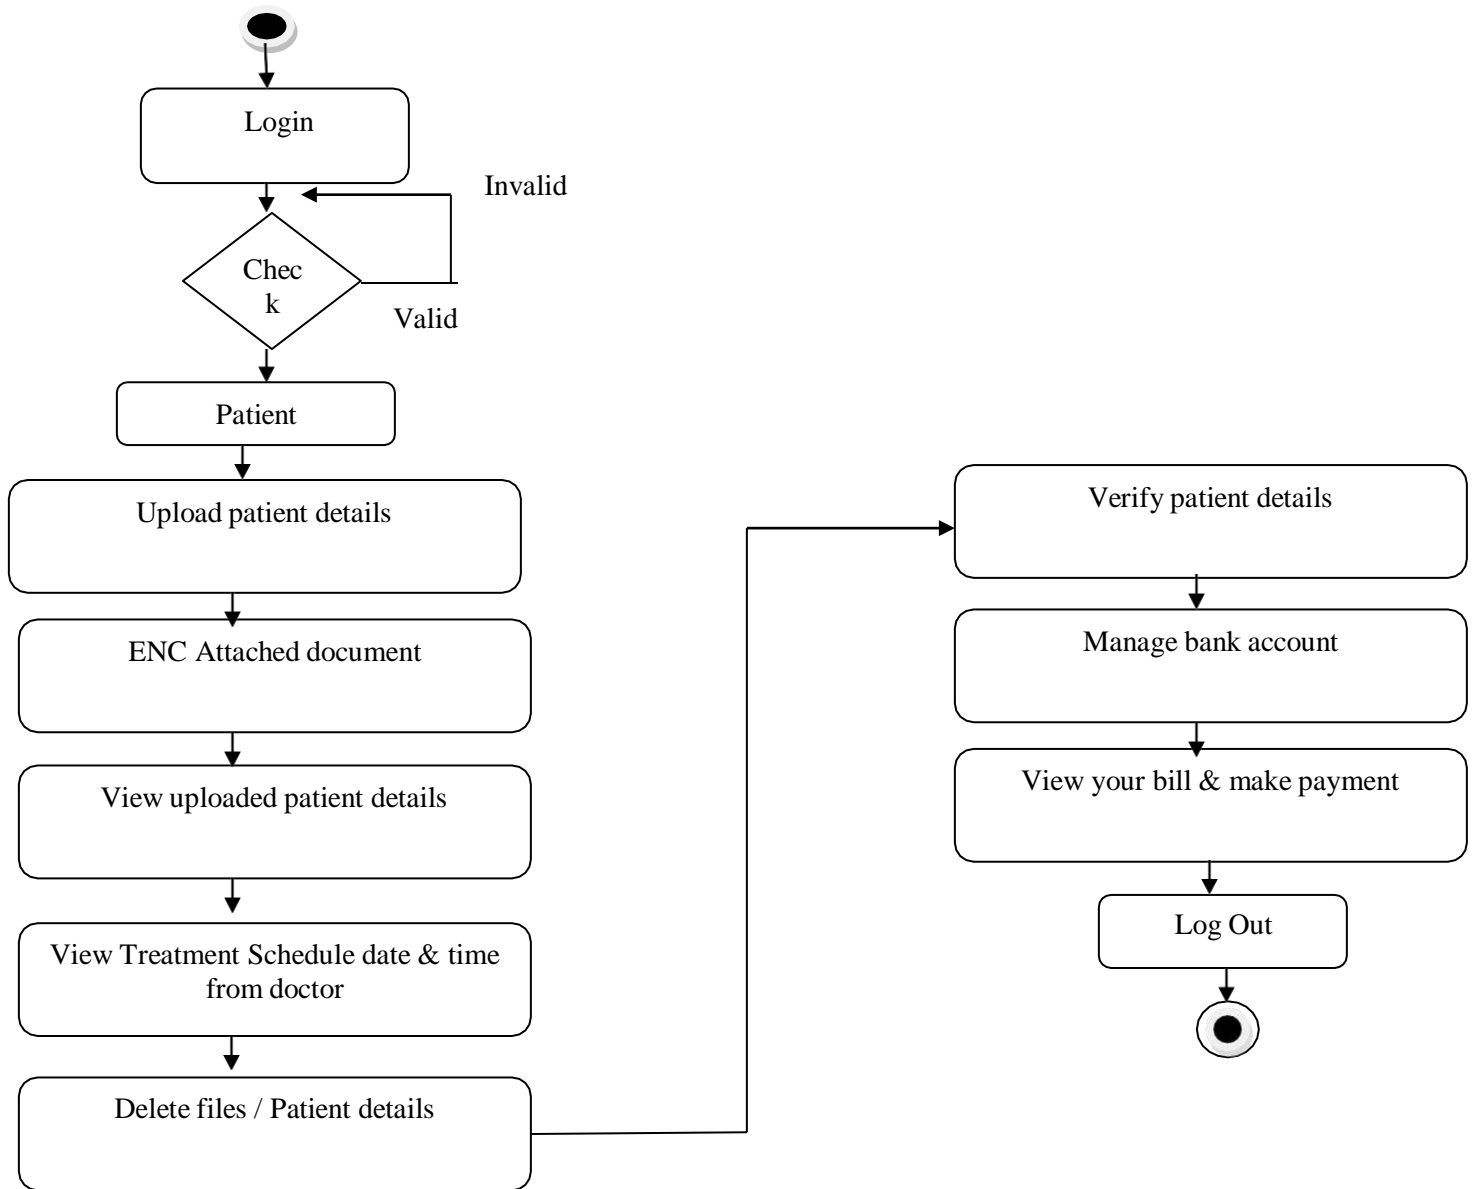 Login
Invalid
Chec
k
Valid
Patient
Upload patient details
ENC Attached document
View uploaded patient details
View Treatment Schedule date & time
from doctor
Delete files / Patient details
Verify patient details
Manage bank account
View your bill & make payment
Log Out